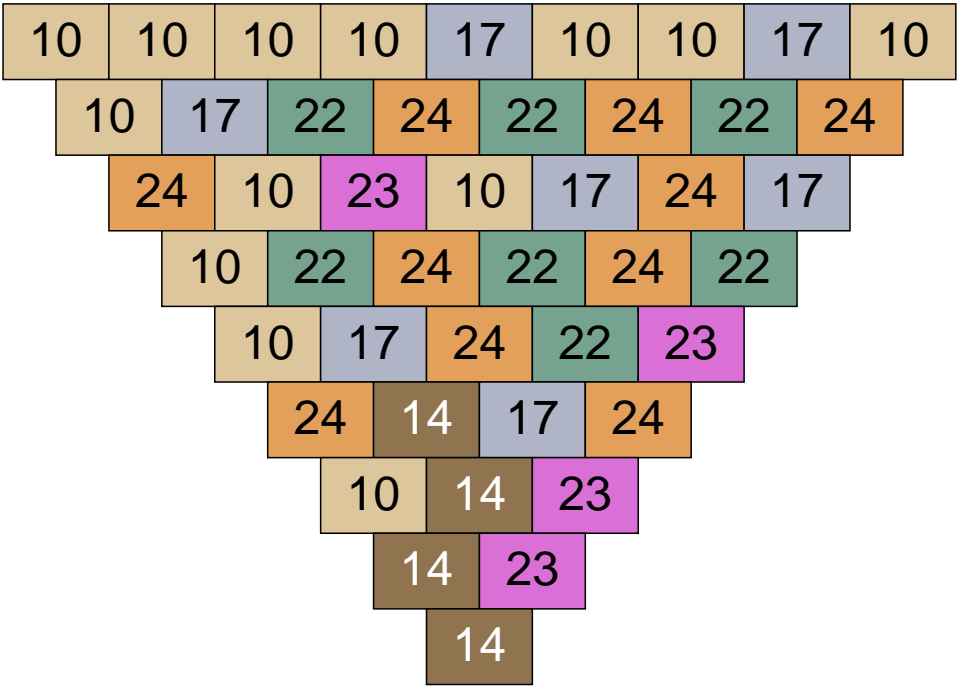 10 10 10 10 17 10 10 17 10
10 17 22 24 22 24 22 24
24 10 23 10 17 24 17
10 22 24 22 24 22
10 17 24 22 23
24 14 17 24
10 14 23
14 23
14